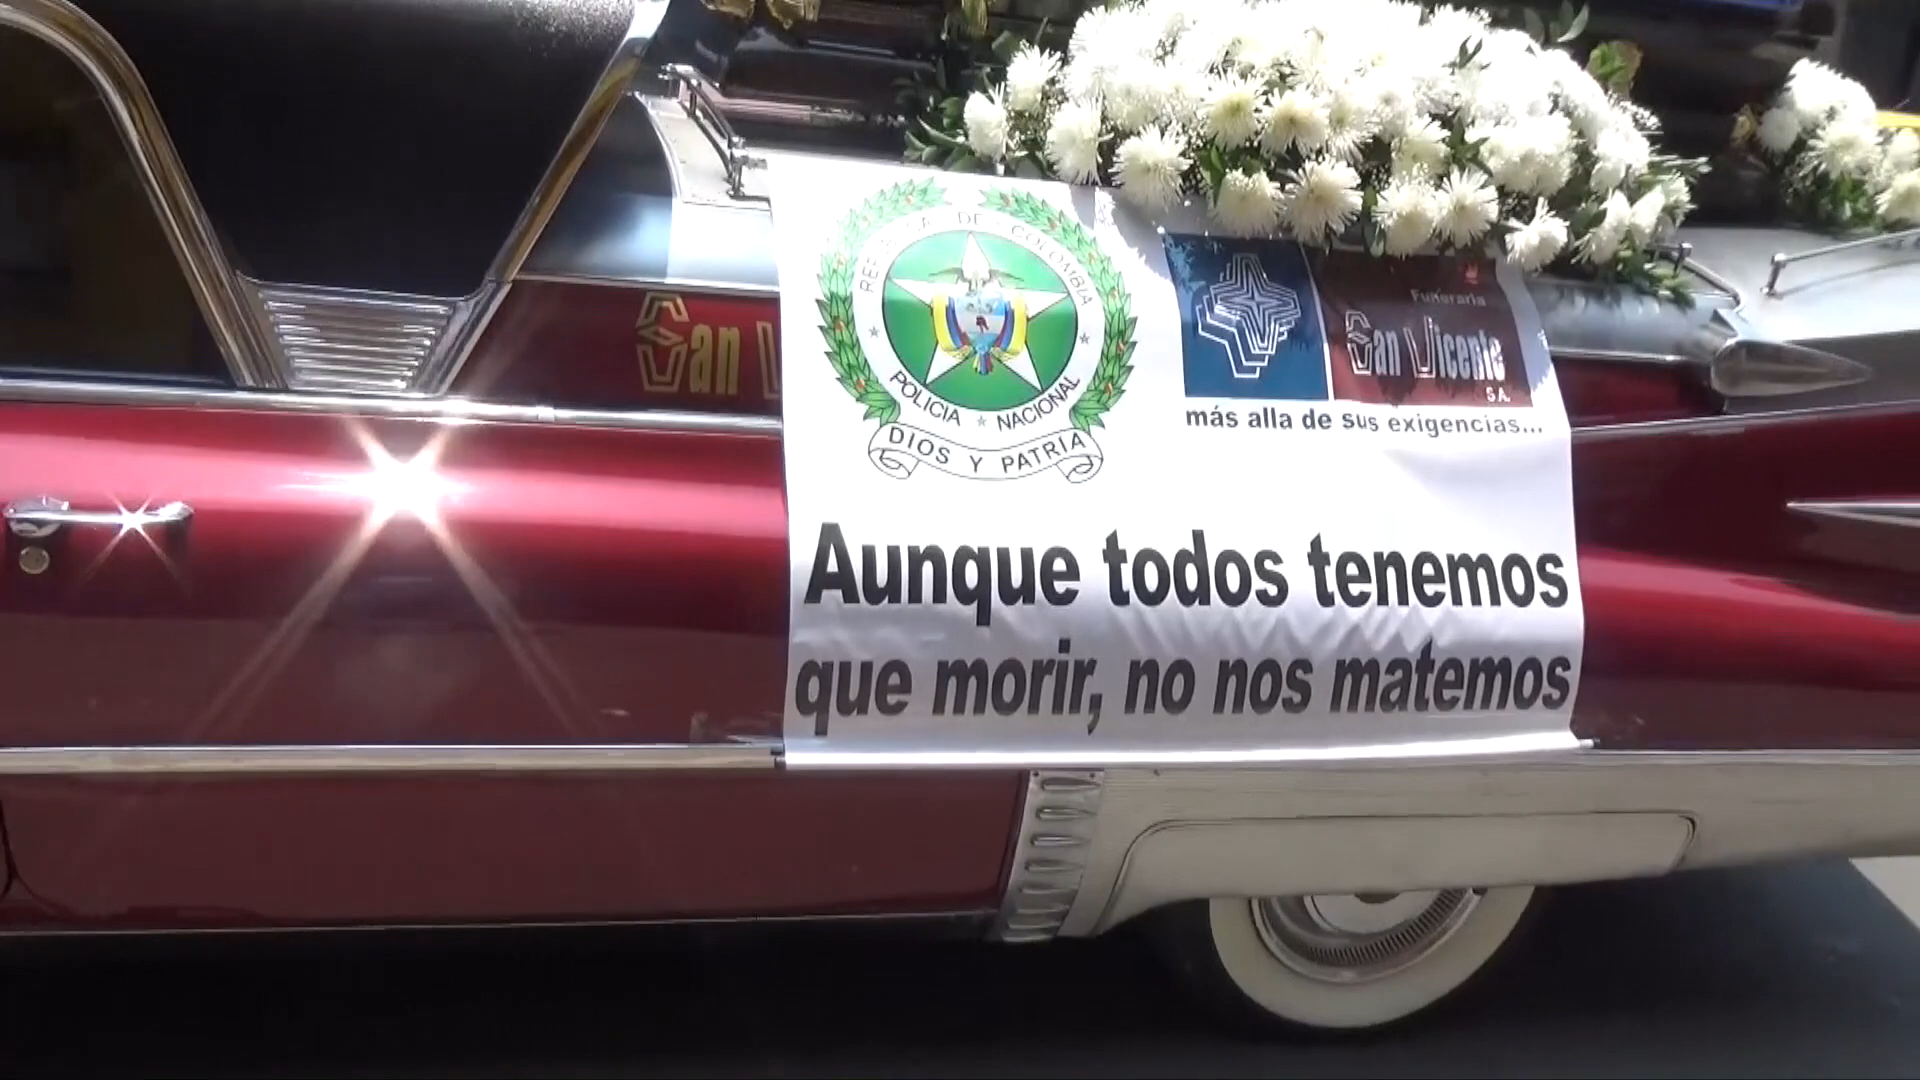 REPUBLICA DE COLOMBIA
POLICIA NACIONAL
DIOS Y PATRIA
San
Funeraria
San Vicente
S.A.
más alla de sus exigencias...
Aunque todos tenemos
que morir, no nos matemos